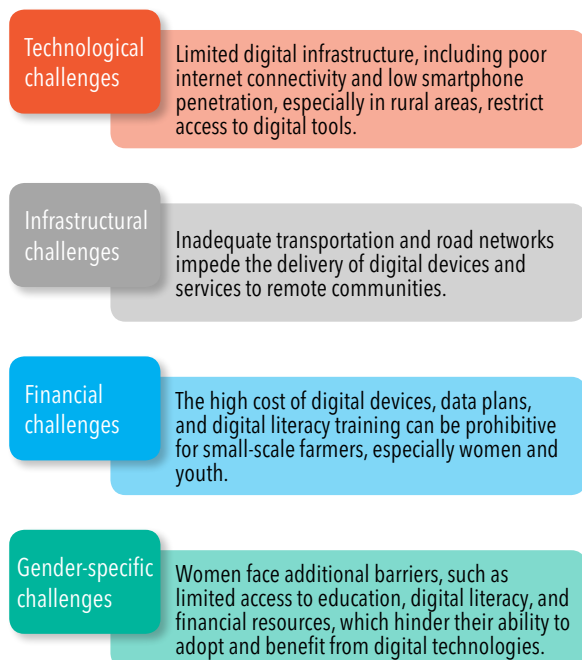 Technological
challenges
Limited digital infrastructure, including poor
internet connectivity and low smartphone
penetration, especially in rural areas, restrict
access to digital tools.
Infrastructural
challenges
Inadequate transportation and road networks
impede the delivery of digital devices and
services to remote communities.
Financial
challenges
The high cost of digital devices, data plans,
and digital literacy training can be prohibitive
for small-scale farmers, especially women and
youth.
Gender-specific
challenges
Women face additional barriers, such as
limited access to education, digital literacy, and
financial resources, which hinder their ability to
adopt and benefit from digital technologies.